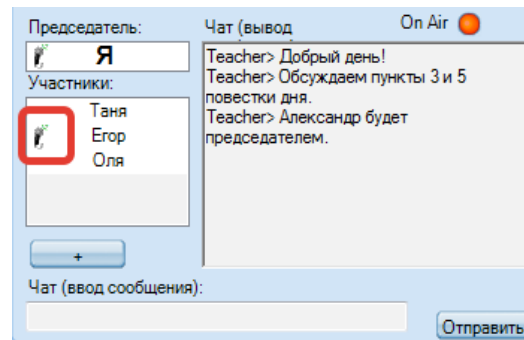 Председатель:
Я
Участники:
Таня
Егор
Оля
+
Чат (вывод
On Air
Teacher> Добрый день!
Teacher> Обсуждаем пункты 3 и 5
повестки дня.
Teacher> Александр будет
председателем.
Чат (ввод сообщения):
Отправить